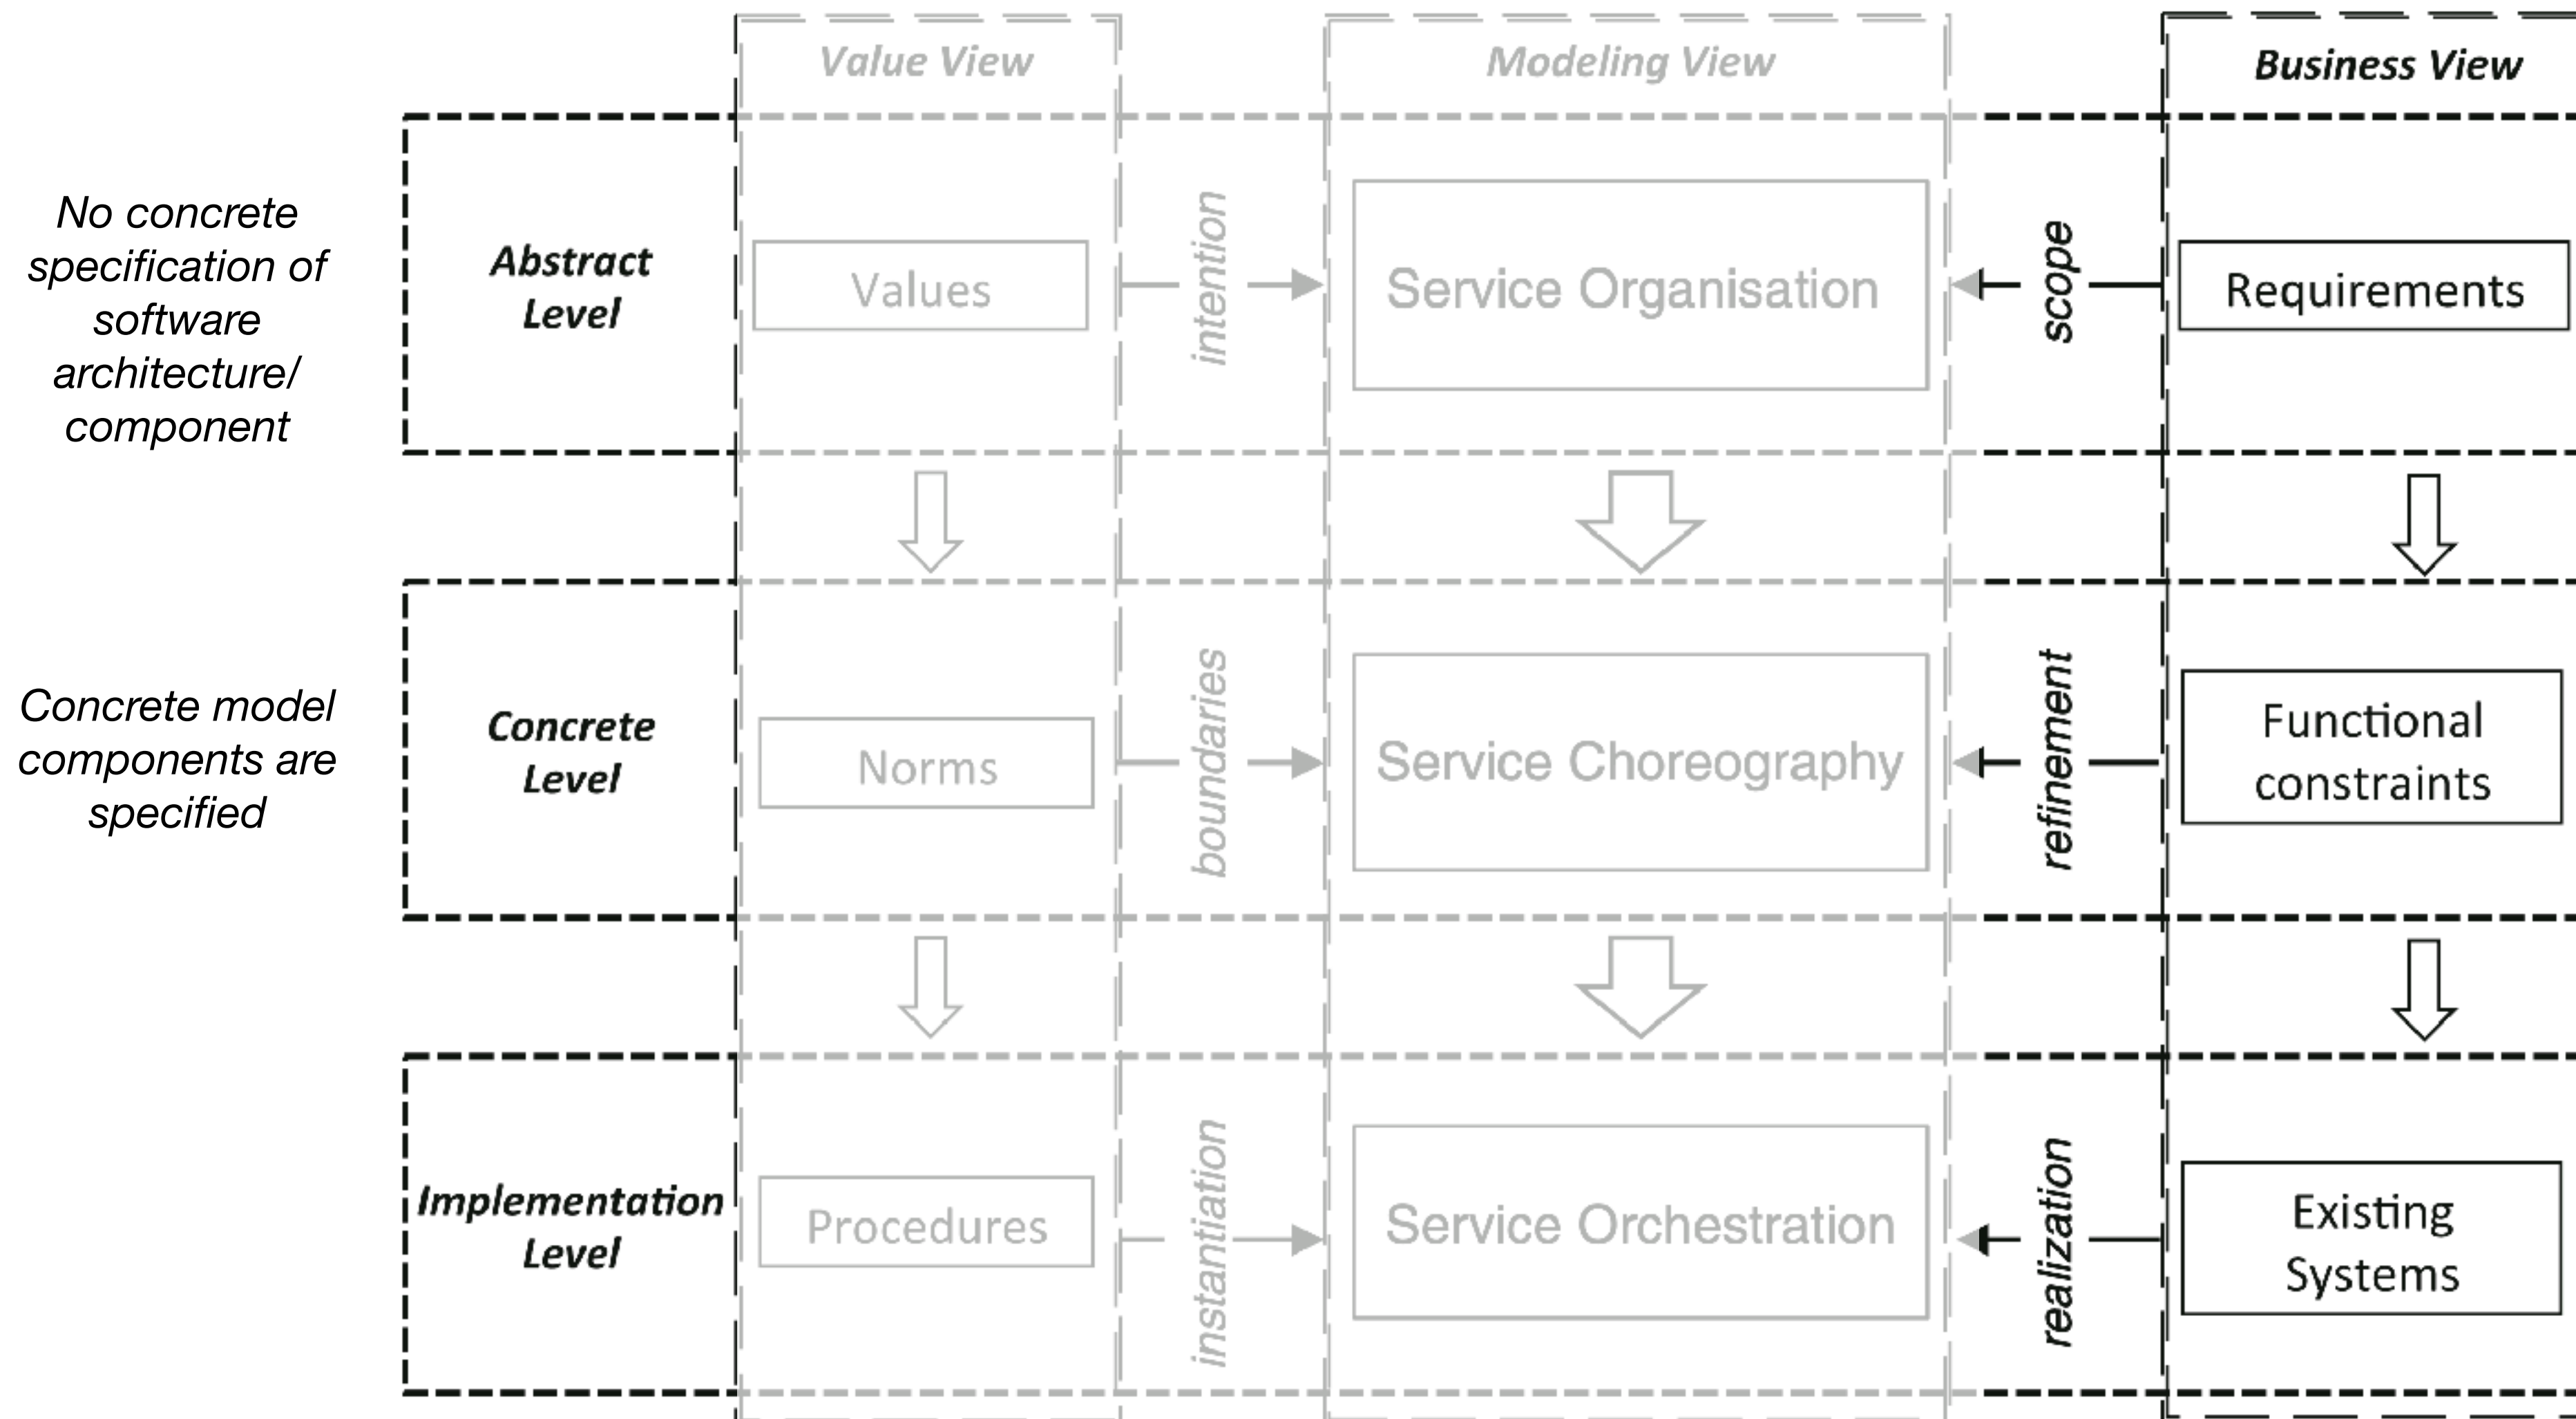 Value View
Modeling View
Business View
No concrete
specification of
software
architecture/
component
Abstract
Level
Values
intention
Service Organisation
scope
Requirements
Concrete model
components are
specified
Concrete
Level
Norms
boundaries
Service Choreography
refinement
Functional
constraints
Implementation
Level
Procedures
instantiation
Service Orchestration
realization
Existing
Systems